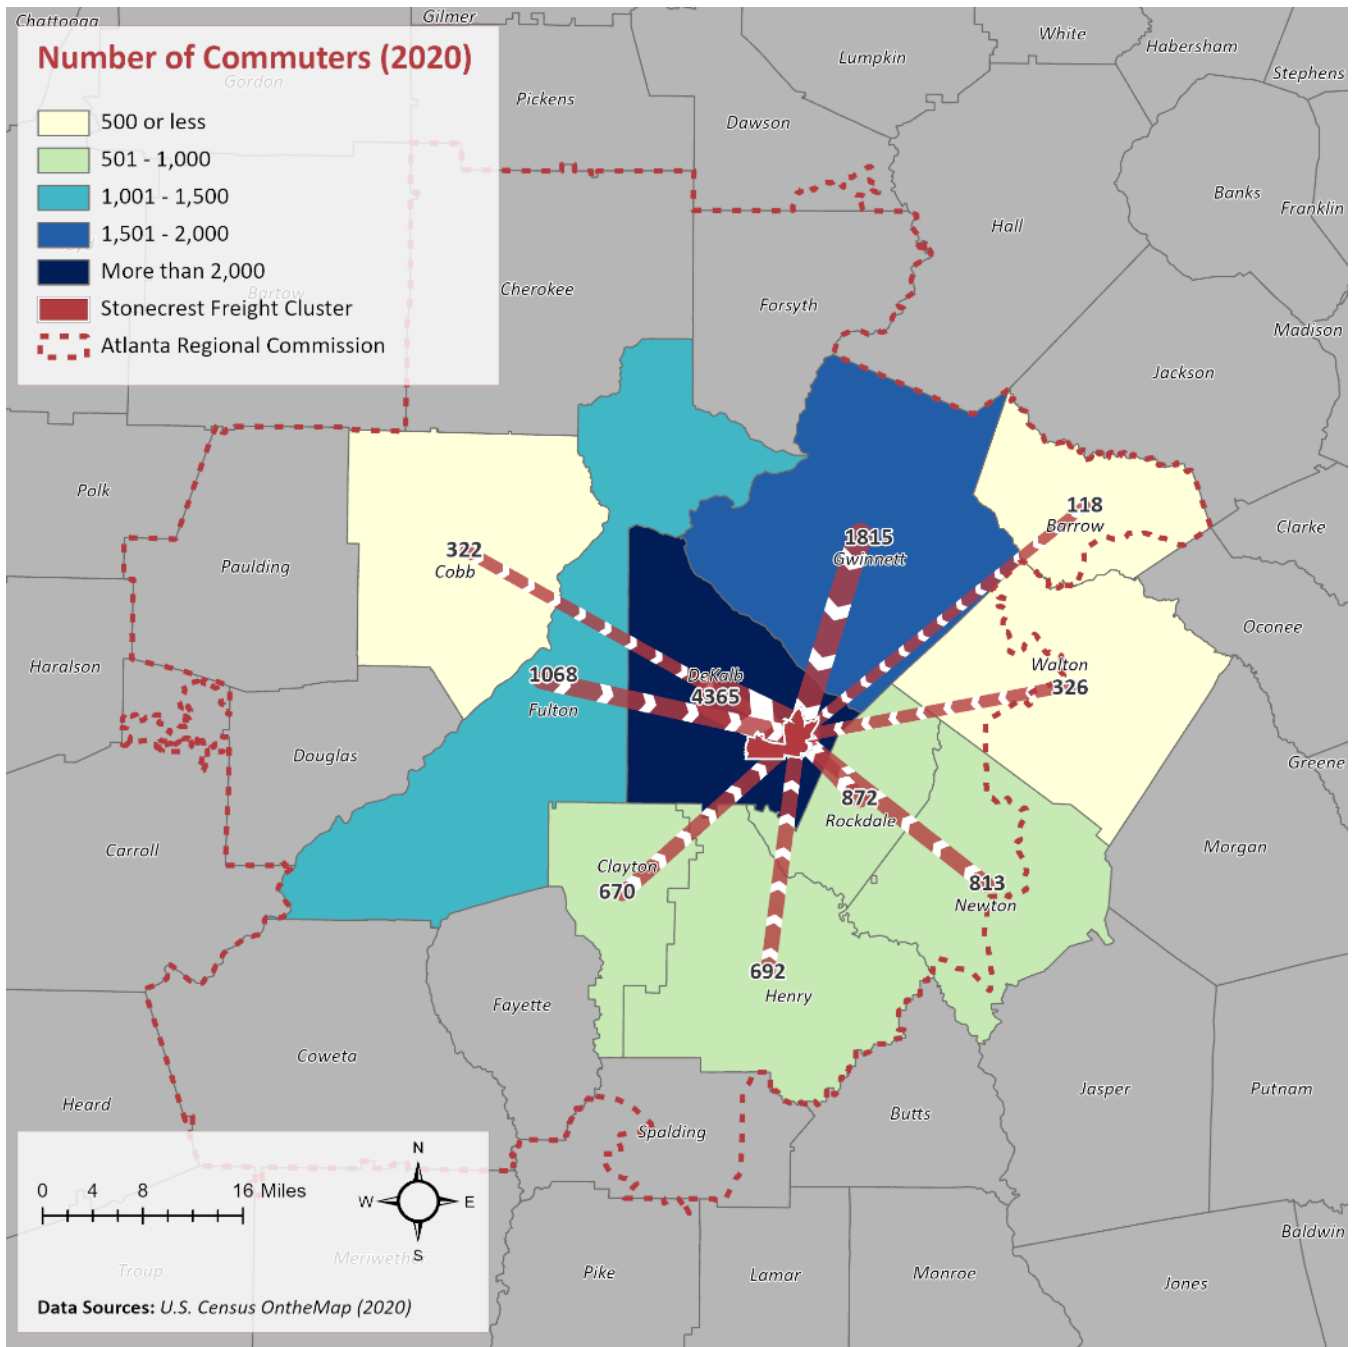 Chattooga
Gilmer
White
Habersham
Lumpkin
Stephens
Number of Commuters (2020)
Gordon
Pickens
Dawson
500 or less
501 - 1,000
1,001 - 1,500
1,501 - 2,000
More than 2,000
Bartow
Stonecrest Freight Cluster
Atlanta Regional Commission
Banks
Franklin
Hall
Cherokee
Forsyth
Madison
Jackson
Polk
118
Barrow
Clarke
1815
Gwinnett
322
Cobb
Paulding
Oconee
Haralson
Walton
326
1068
Fulton
DeKalb
4365
Douglas
Greene
872
Rockdale
Carroll
Morgan
Clayton
670
813
Newton
692
Henry
Fayette
Coweta
Heard
Jasper
Putnam
Butts
Spalding
N
W
E
S
0 4 8 16 Miles
Baldwin
Troup
Meriwether
Pike
Lamar
Monroe
Jones
Data Sources: U.S. Census OntheMap (2020)